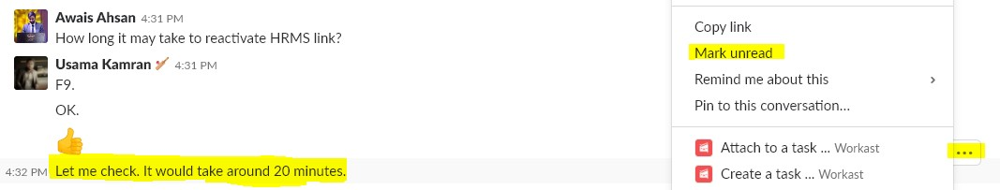 Awais Ahsan 4:31 PM
How long it may take to reactivate HRMS link?
Usama Kamran 4:31 PM
F9.
OK.
4:32 PM Let me check. It would take around 20 minutes.
Copy link
Mark unread
Remind me about this
Pin to this conversation...
Attach to a task ... Workast
Create a task ... Workast
...